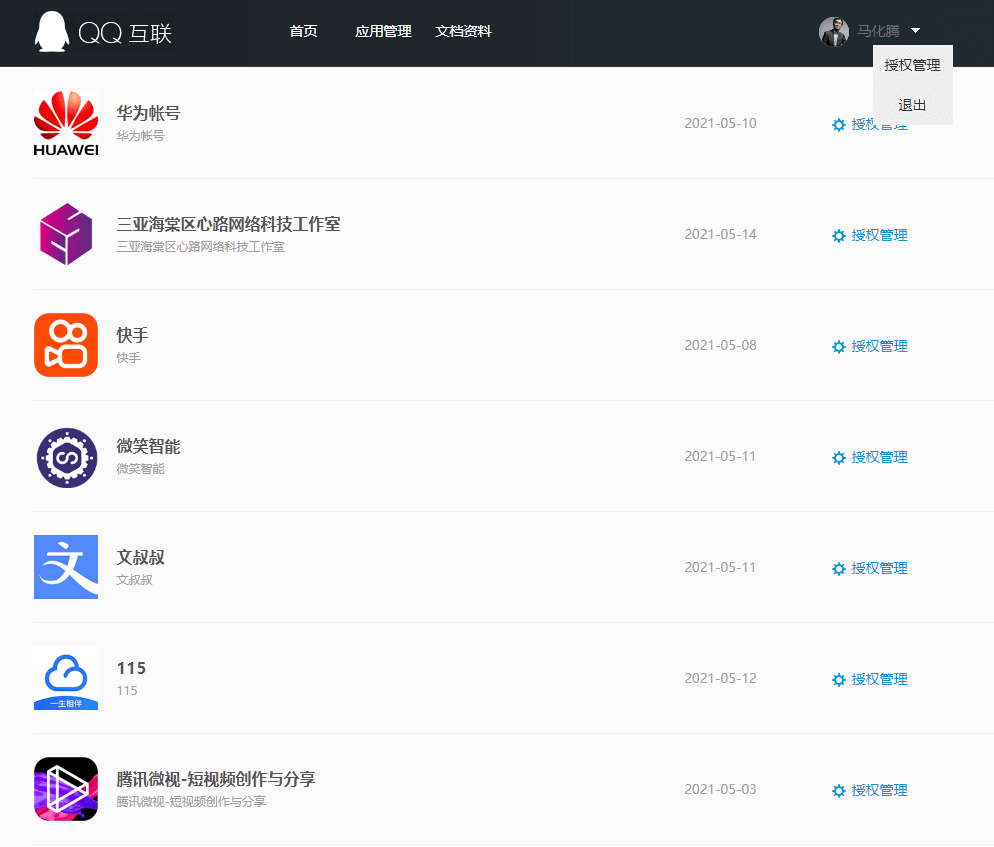 QQ 互联
首页 应用管理 文档资料
马化腾
授权管理
退出
HUAWEI
华为帐号
华为帐号
2021-05-10
授权管理
三亚海棠区心路网络科技工作室
三亚海棠区心路网络科技工作室
2021-05-14
授权管理
快手
快手
2021-05-08
授权管理
微笑智能
微笑智能
2021-05-11
授权管理
文
文叔叔
文叔叔
2021-05-11
授权管理
一生相伴
115
115
2021-05-12
授权管理
腾讯微视-短视频创作与分享
腾讯微视-短视频创作与分享
2021-05-03
授权管理